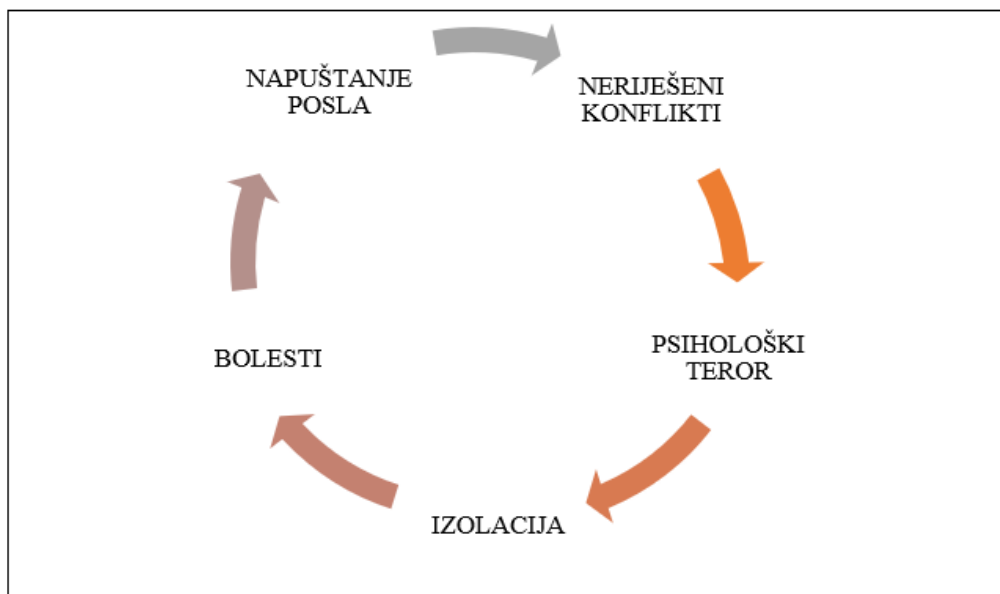 NAPUŠTANJE
POSLA
NERIJEŠENI
KONFLIKTI
PSIHOLOŠKI
TEROR
IZOLACIJA
BOLESTI